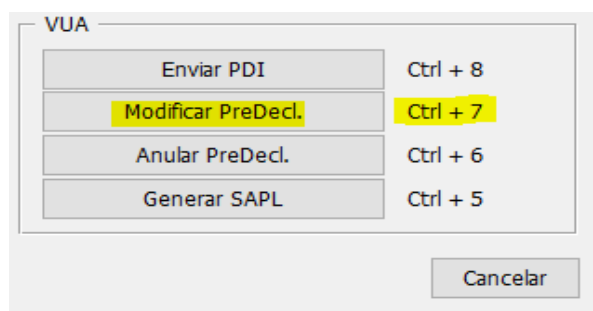 VUA
Enviar PDI Ctrl + 8
Modificar PreDecl. Ctrl + 7
Anular PreDecl. Ctrl + 6
Generar SAPL Ctrl + 5
Cancelar